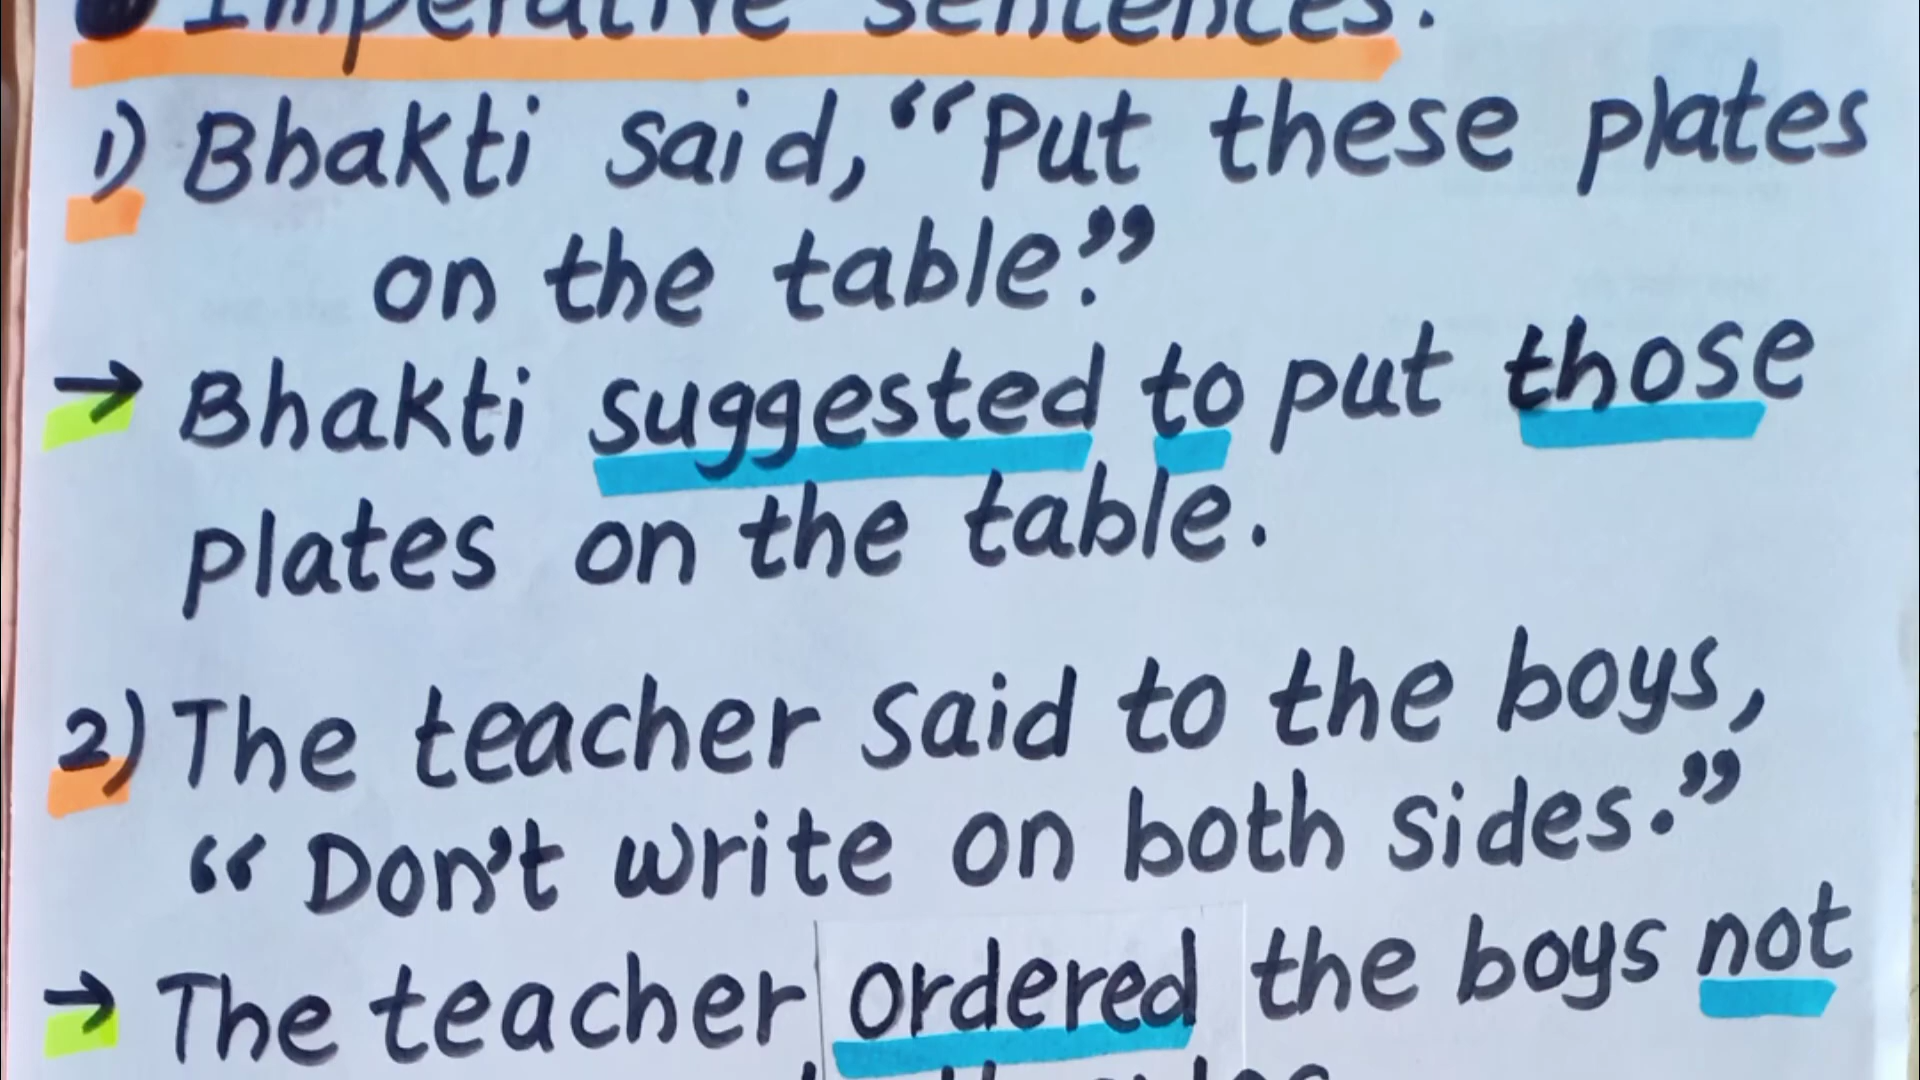 Imperative sentences.
1) Bhakti said, “Put these plates
on the table.”
→ Bhakti suggested to put those
plates on the table.
2) The teacher said to the boys,
“Don't write on both sides.”
→ The teacher ordered the boys not